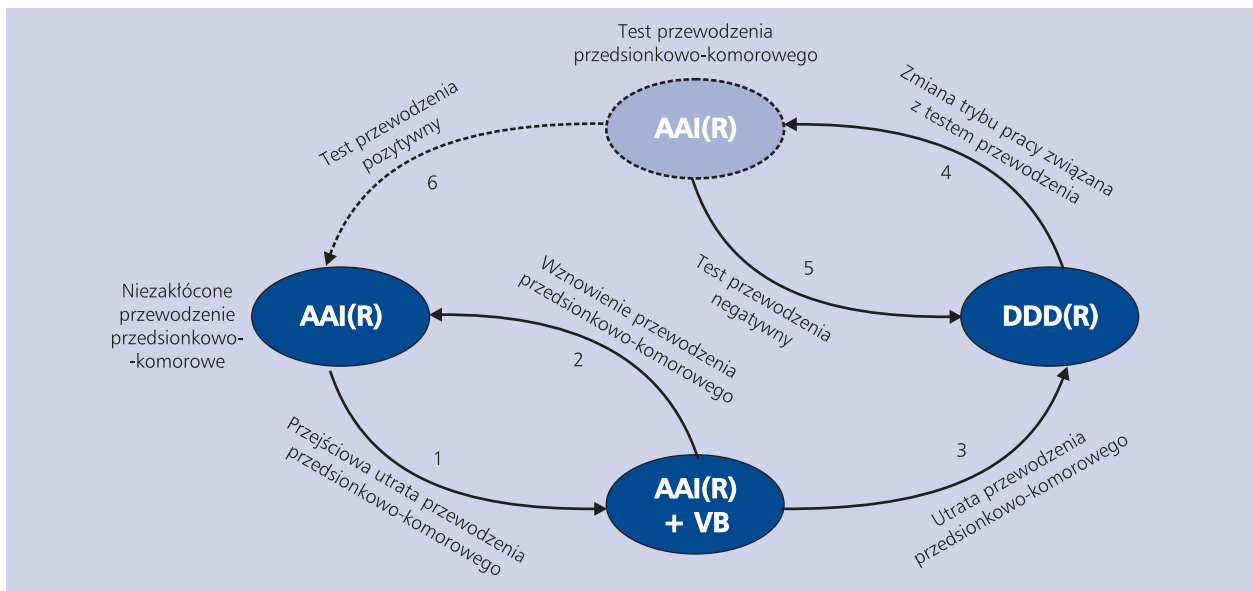 Test przewodzenia
przedsionkowo-komorowego
AAI(R)
Test przewodzenia
pozytywny
6
Zmiana trybu pracy związana
z testem przewodzenia
4
5
Test przewodzenia
negatywny
Niezakłócone
przewodzenie
przedsionkowo-
-komorowe
AAI(R)
Wznowienie przewodzenia
przedsionkowo-komorowego
2
DDD(R)
Przejściowa utrata przewodzenia
przedsionkowo-komorowego
1
AAI(R)
+ VB
3
Utrata przewodzenia
przedsionkowo-komorowego